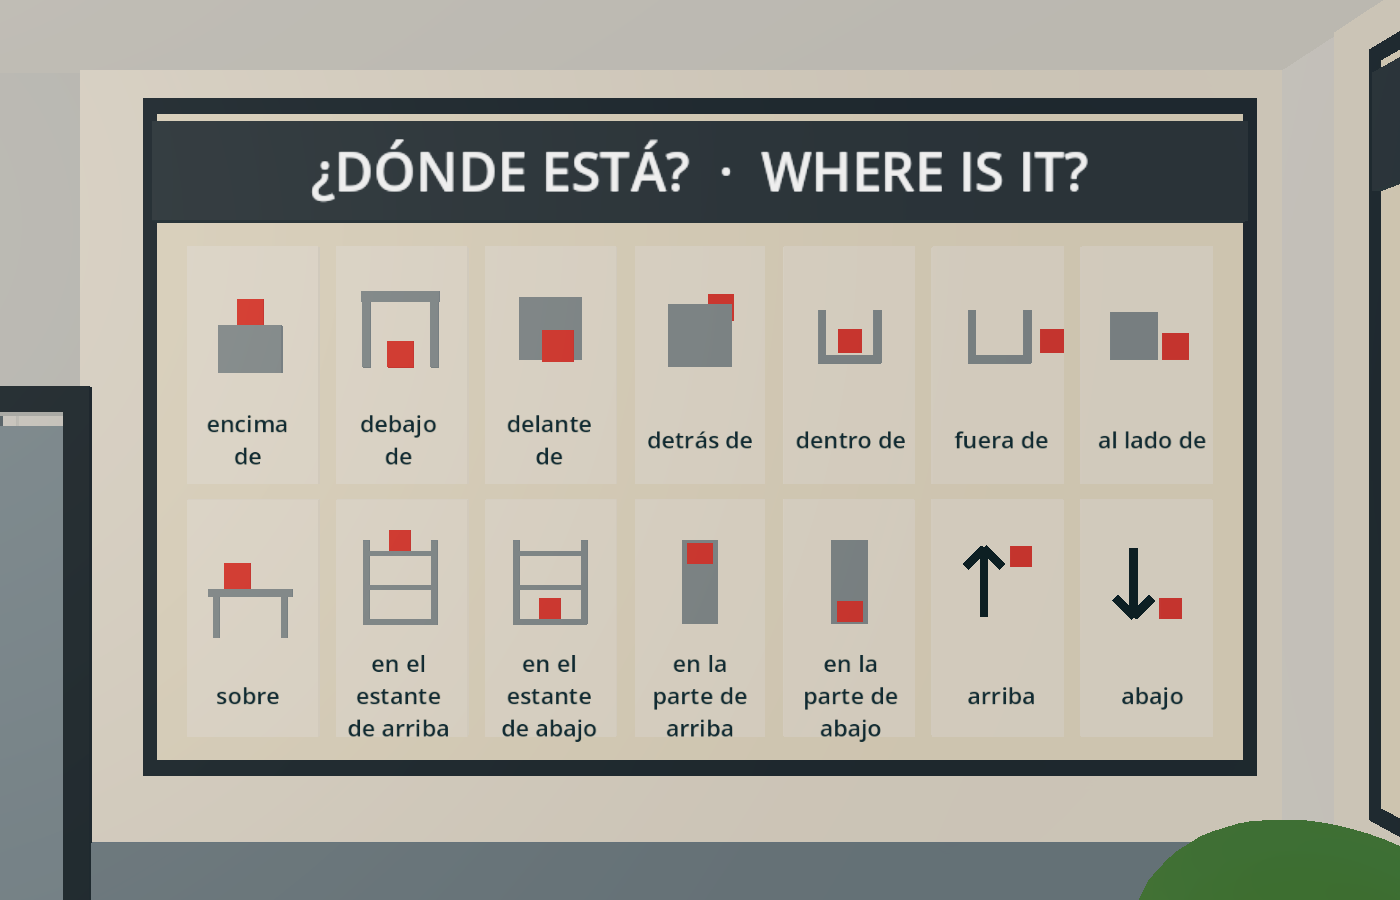 ¿DÓNDE ESTÁ? · WHERE IS IT?
encima
de
debajo
de
delante
de
detrás de
dentro de
fuera de
al lado de
sobre
en el
estante
de arriba
en el
estante
de abajo
en la
parte de
arriba
en la
parte de
abajo
arriba
abajo